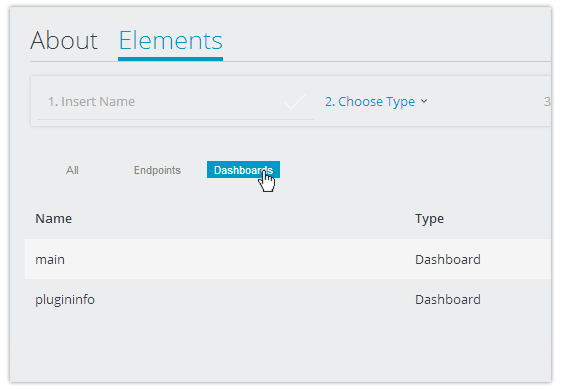 About Elements
1. Insert Name 2. Choose Type 3
All Endpoints Dashboards
Name Type
main Dashboard
plugininfo Dashboard